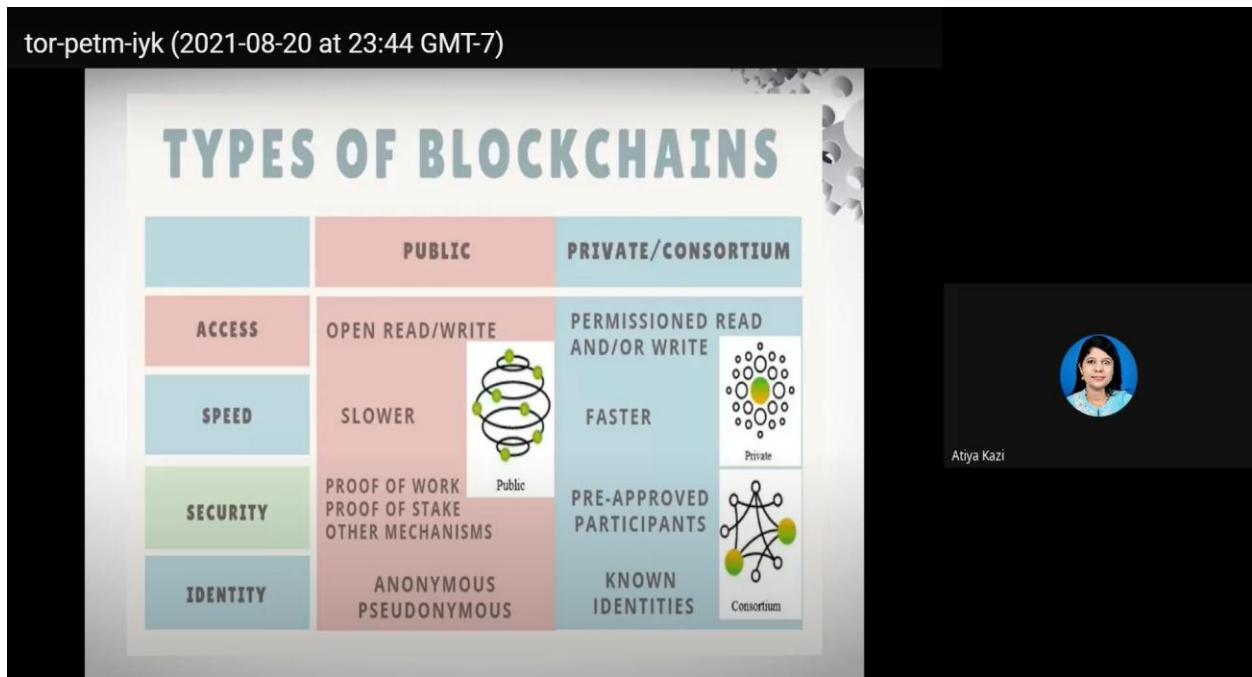 tor-petm-iyk (2021-08-20 at 23:44 GMT-7)
TYPES OF BLOCKCHAINS
PUBLIC
PRIVATE/CONSORTIUM
ACCESS
OPEN READ/WRITE
PERMISSIONED READ
AND/OR WRITE
SPEED
SLOWER
FASTER
Public
Private
SECURITY
PROOF OF WORK
PROOF OF STAKE
OTHER MECHANISMS
PRE-APPROVED
PARTICIPANTS
IDENTITY
ANONYMOUS
PSEUDONYMOUS
KNOWN
IDENTITIES
Consortium
Atiya Kazi